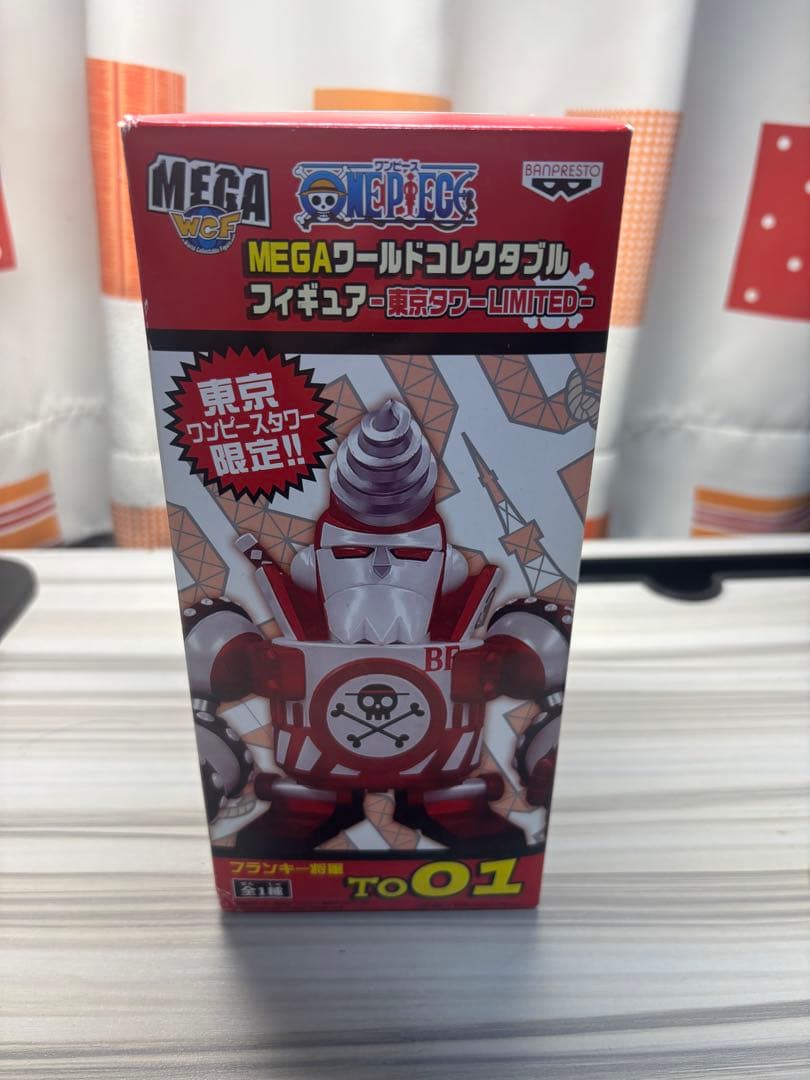 MEGA
WCF
ワンピース
ONE PIECE
BANPRESTO
MEGAワールドコレクタブル
フィギュア-東京タワーLIMITED-
東京
ワンピースタワー
限定!!
BF
フランキー将軍
全1種
TO01